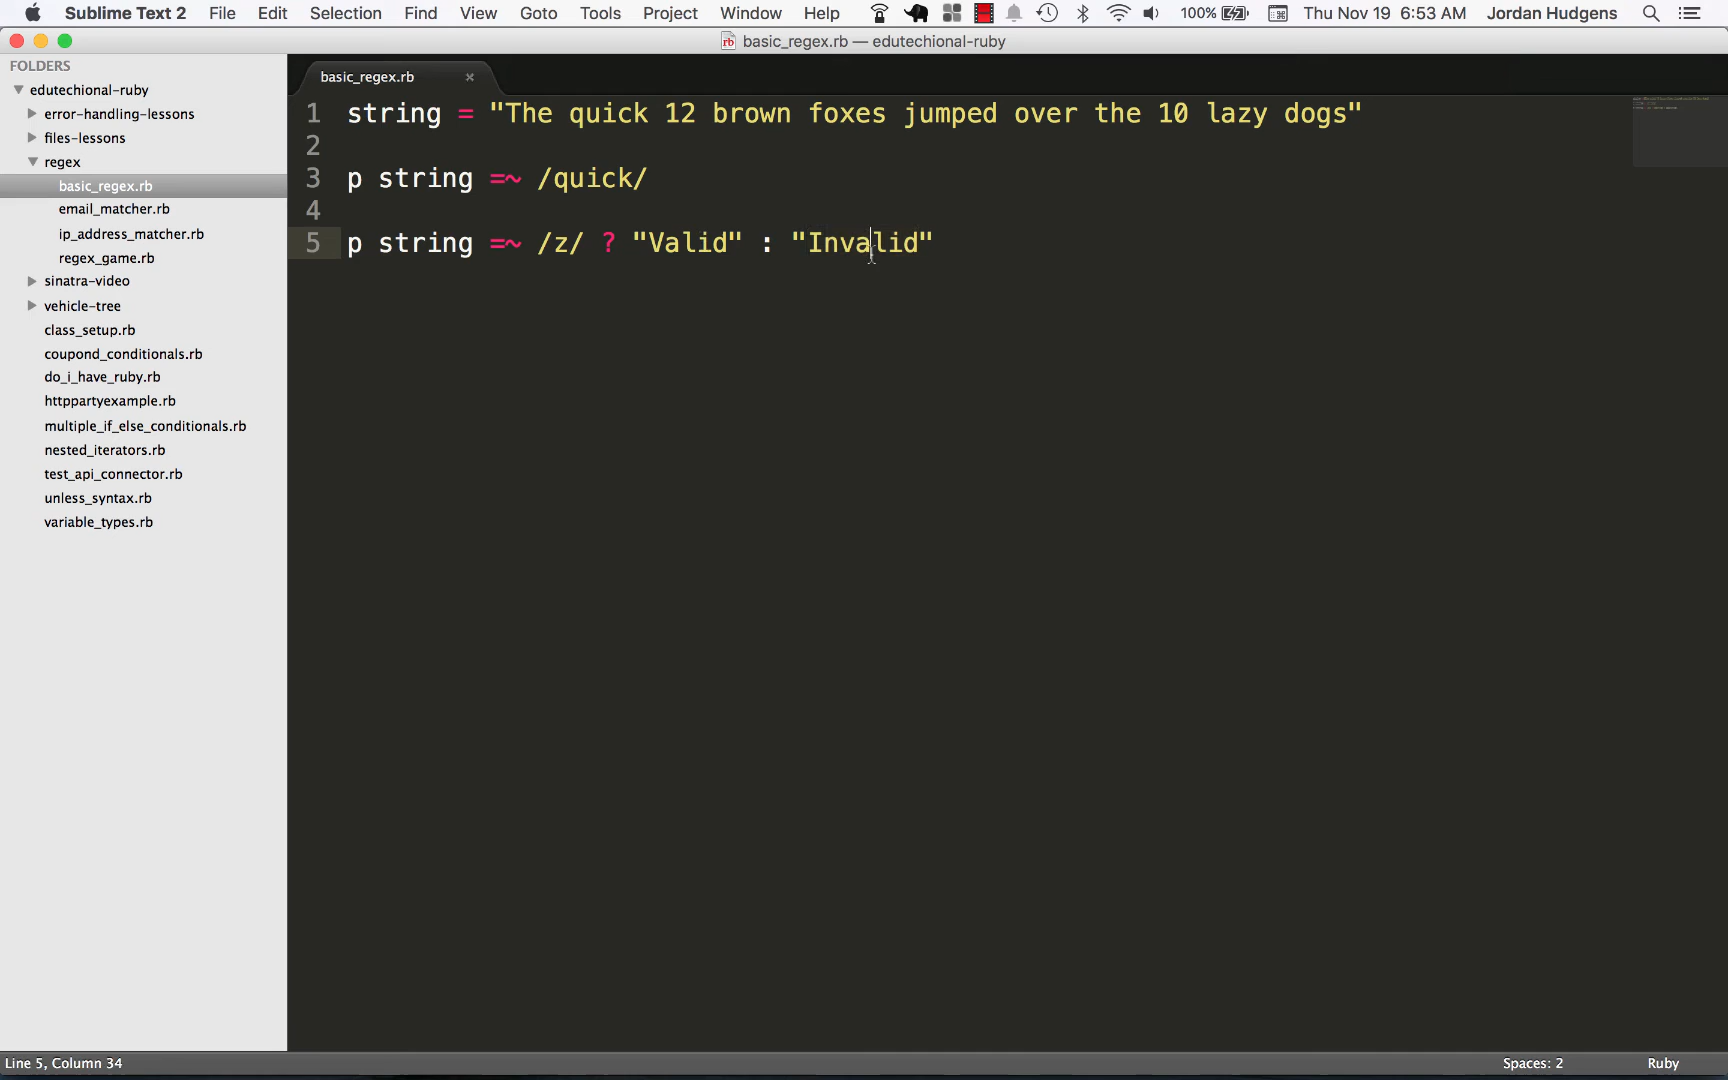 Sublime Text 2 File Edit Selection Find View Goto Tools Project Window Help 100% Thu Nov 19 6:53 AM Jordan Hudgens
basic_regex.rb — edutechional-ruby
FOLDERS
edutechional-ruby
error-handling-lessons
files-lessons
regex
basic_regex.rb
email_matcher.rb
ip_address_matcher.rb
regex_game.rb
sinatra-video
vehicle-tree
class_setup.rb
coupond_conditionals.rb
do_i_have_ruby.rb
httppartyexample.rb
multiple_if_else_conditionals.rb
nested_iterators.rb
test_api_connector.rb
unless_syntax.rb
variable_types.rb
basic_regex.rb ×
1 string = "The quick 12 brown foxes jumped over the 10 lazy dogs"
2
3 p string =~ /quick/
4
5 p string =~ /z/ ? "Valid" : "Invalid"
Line 5, Column 34 Spaces: 2 Ruby